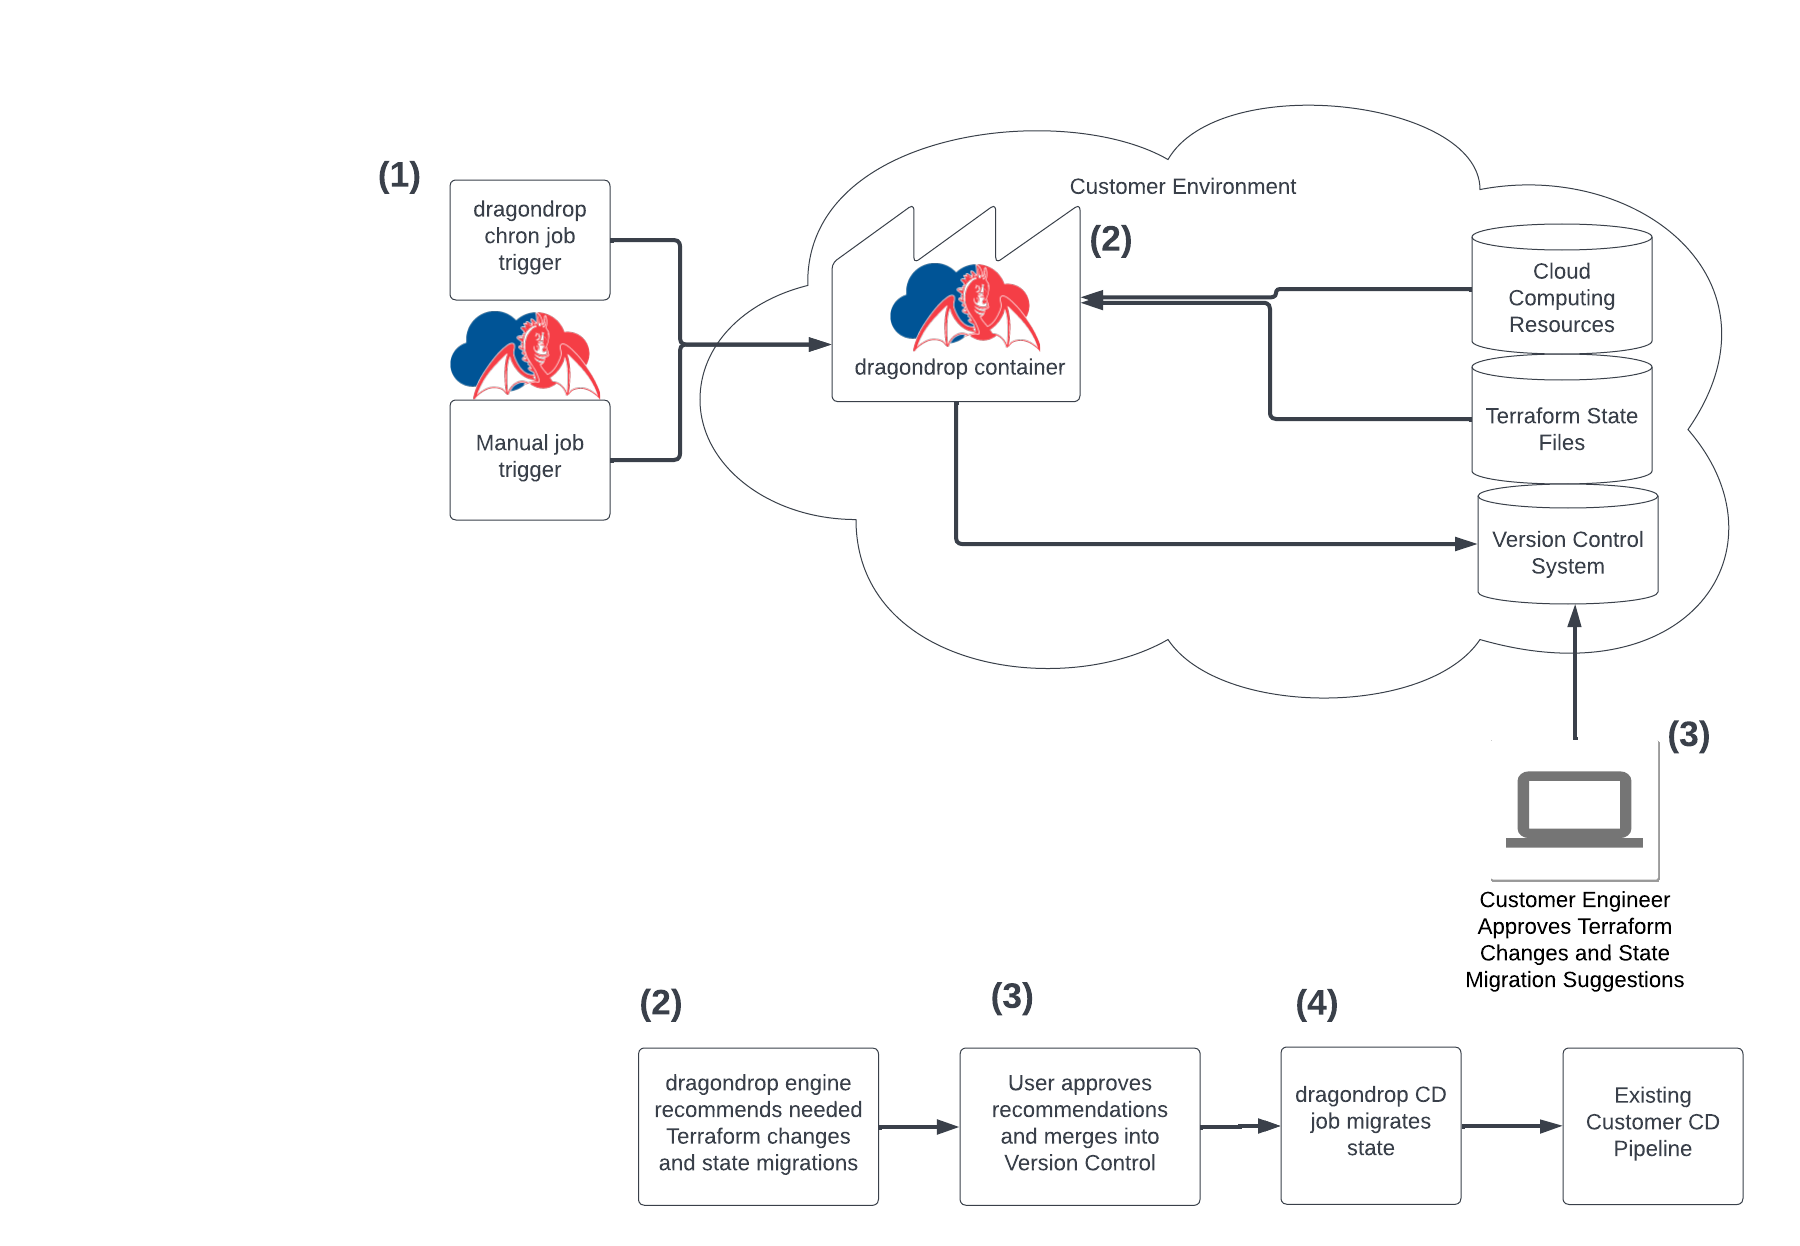 (1)
dragondrop
chron job
trigger
Manual job
trigger
Customer Environment
(2)
dragondrop container
Cloud
Computing
Resources
Terraform State
Files
Version Control
System
(3)
Customer Engineer
Approves Terraform
Changes and State
Migration Suggestions
(2)
dragondrop engine
recommends needed
Terraform changes
and state migrations
(3)
User approves
recommendations
and merges into
Version Control
(4)
dragondrop CD
job migrates
state
Existing
Customer CD
Pipeline